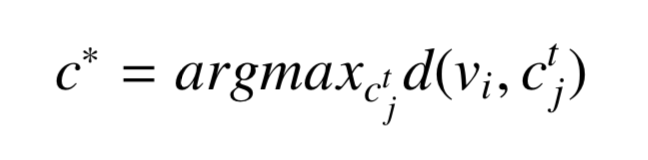 c* = argmax_{c_j^t} d(v_i, c_j^t)